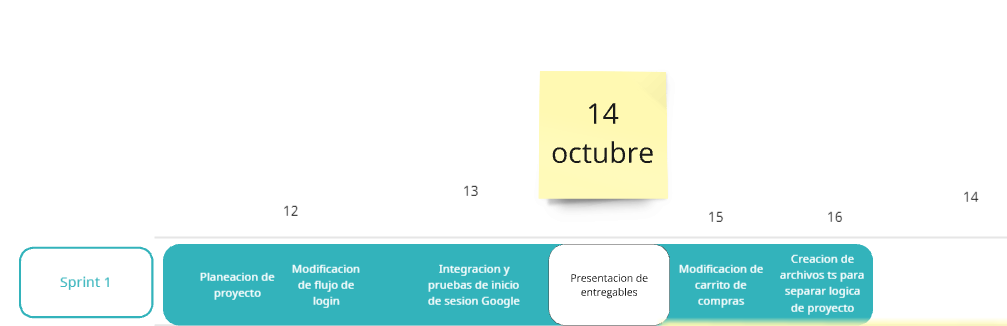 14
octubre
12
13
15
16
14
Sprint 1
Planeacion de
proyecto
Modificacion
de flujo de
login
Integracion y
pruebas de inicio
de sesion Google
Presentacion de
entregables
Modificacion de
carrito de
compras
Creacion de
archivos ts para
separar logica
de proyecto